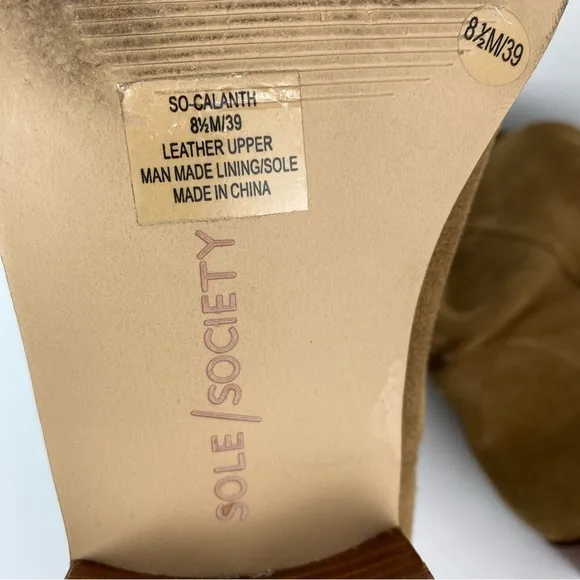 8½M/39
SO-CALANTH
8½M/39
LEATHER UPPER
MAN MADE LINING/SOLE
MADE IN CHINA
SOLE/SOCIETY